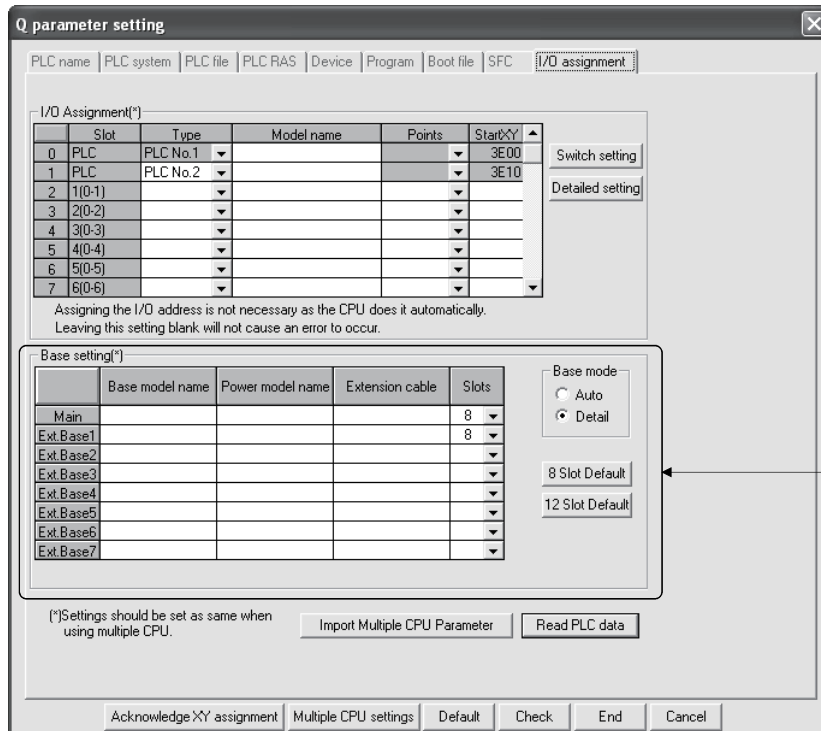 Q parameter setting
PLC name PLC system PLC file PLC RAS Device Program Boot file SFC I/O assignment
I/O Assignment(*)
Slot Type Model name Points StartXY
0 PLC PLC No.1 3E00
1 PLC PLC No.2 3E10
2 1(0-1)
3 2(0-2)
4 3(0-3)
5 4(0-4)
6 5(0-5)
7 6(0-6)
Switch setting
Detailed setting
Assigning the I/O address is not necessary as the CPU does it automatically.
Leaving this setting blank will not cause an error to occur.
Base setting(*)
Base model name Power model name Extension cable Slots
Main 8
Ext.Base1 8
Ext.Base2
Ext.Base3
Ext.Base4
Ext.Base5
Ext.Base6
Ext.Base7
Base mode
Auto
Detail
8 Slot Default
12 Slot Default
(*)Settings should be set as same when
using multiple CPU.
Import Multiple CPU Parameter Read PLC data
Acknowledge XY assignment Multiple CPU settings Default Check End Cancel